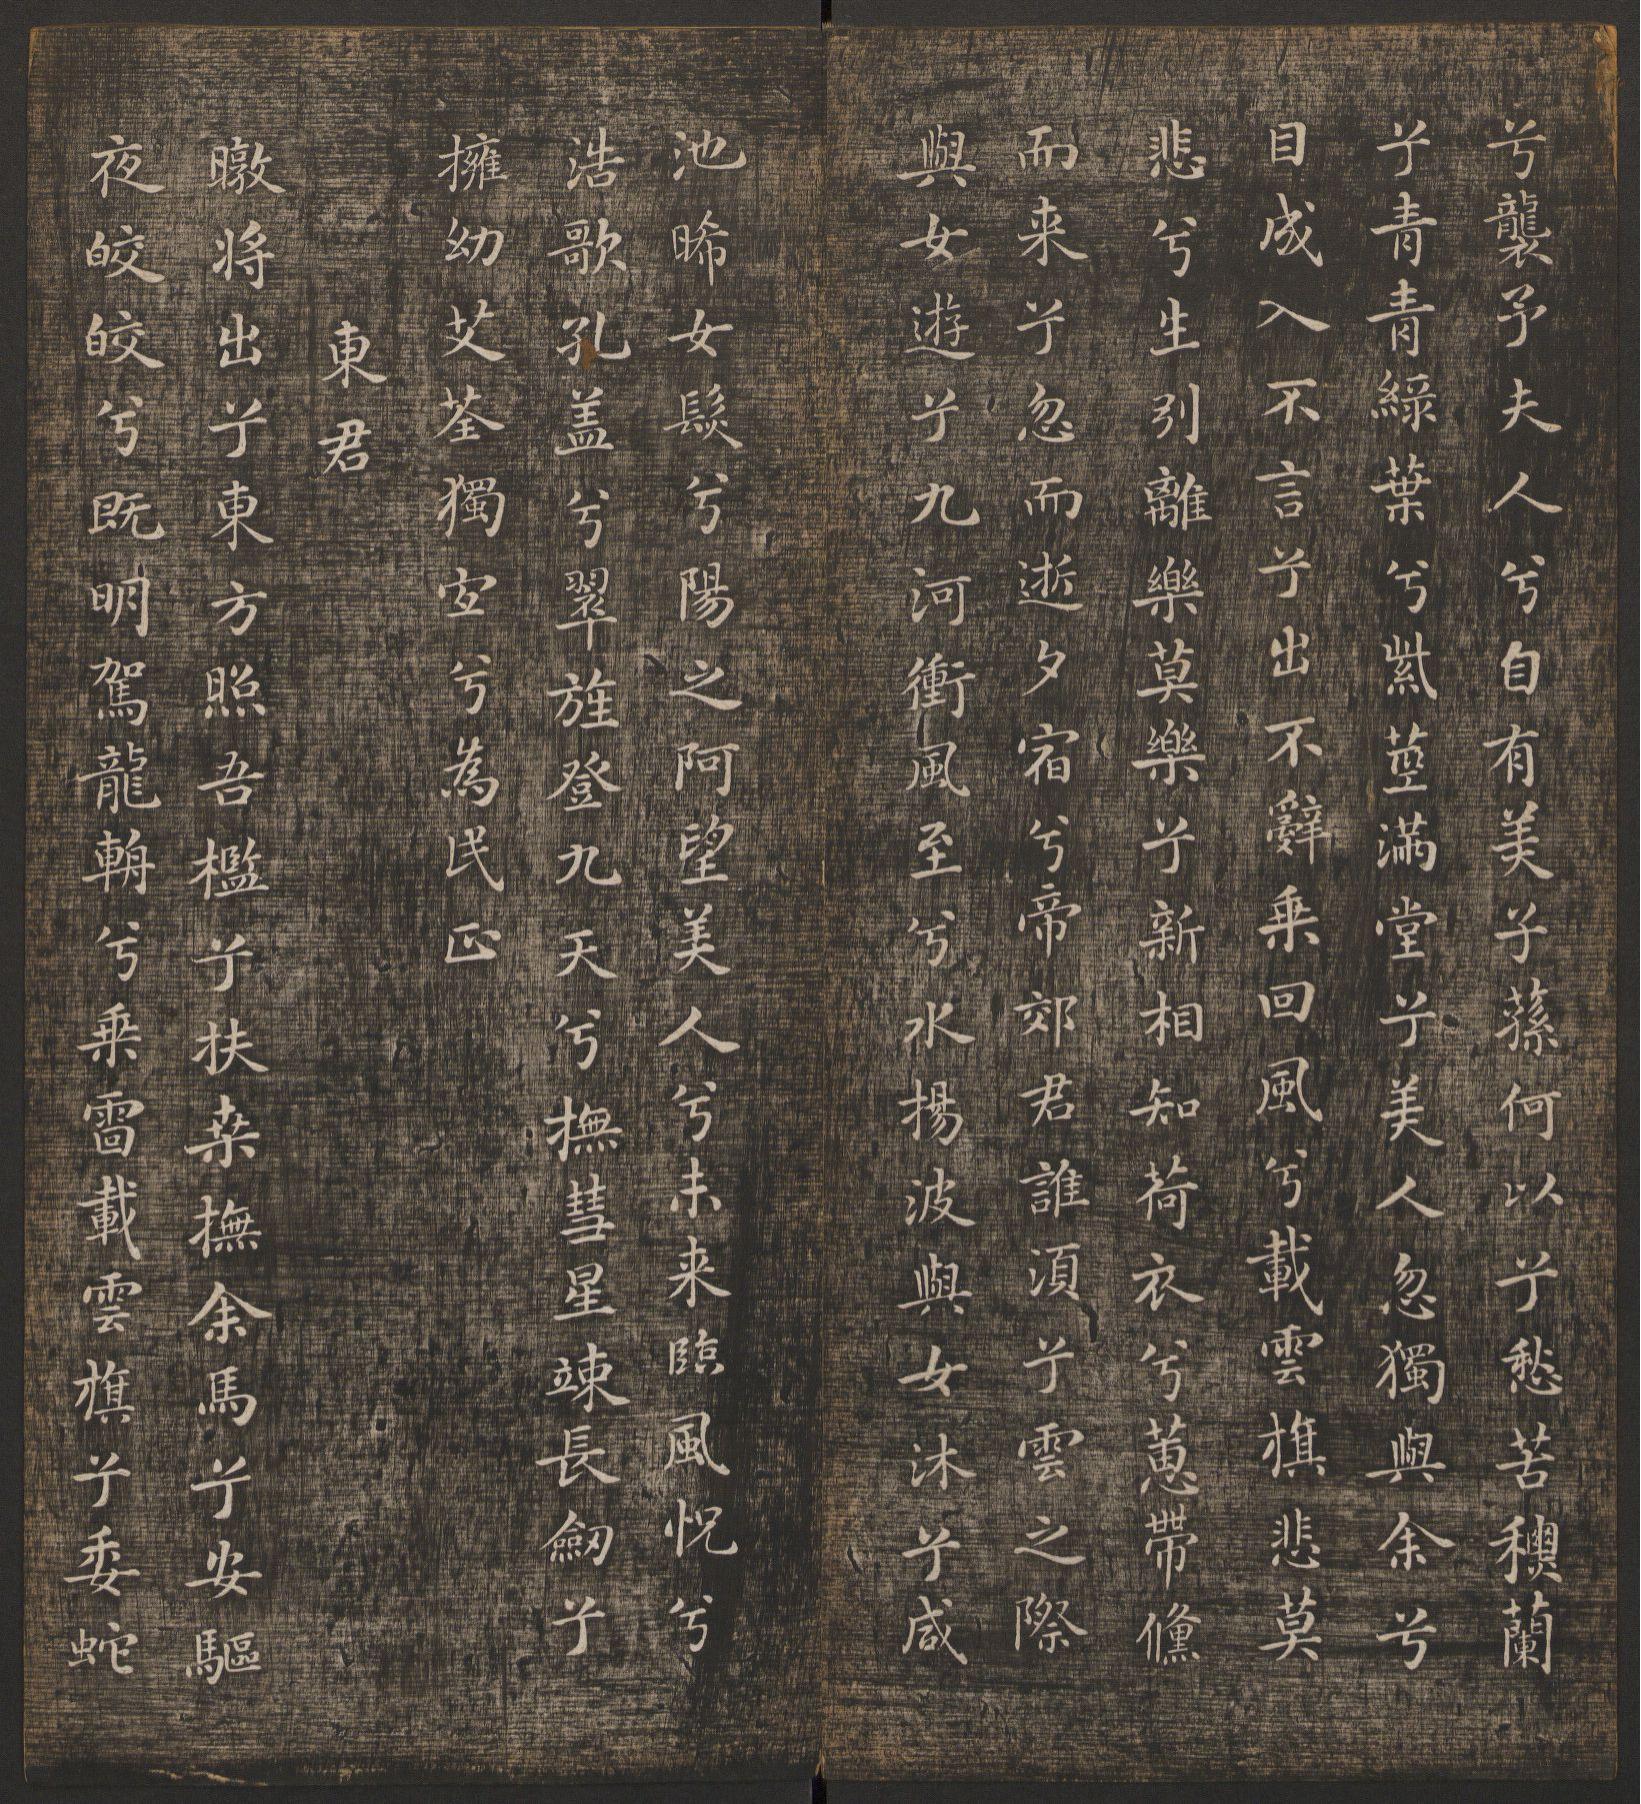 兮襲予夫人兮自有美子蓀何以兮愁苦穗蘭
兮青青綠葉兮紫莖滿堂兮美人忽獨與余兮
目成入不言兮出不辭乗回風兮載雲旗悲莫
悲兮生別離樂莫樂兮新相知荷衣兮蕙帶儵
而来兮忽而逝夕宿兮帝郊君誰須兮雲之際
與女遊兮九河衝風至兮水揚波與女沐兮咸
池晞女髮兮陽之阿望美人兮未来臨風怳兮
浩歌孔盖兮翠旌登九天兮撫彗星竦長劔兮
擁幼艾荃獨宜兮為民正
東君
暾将出兮東方照吾檻兮扶桒撫余馬兮安驅
夜皎皎兮既明駕龍輈兮乗雷載雲旗兮委蛇